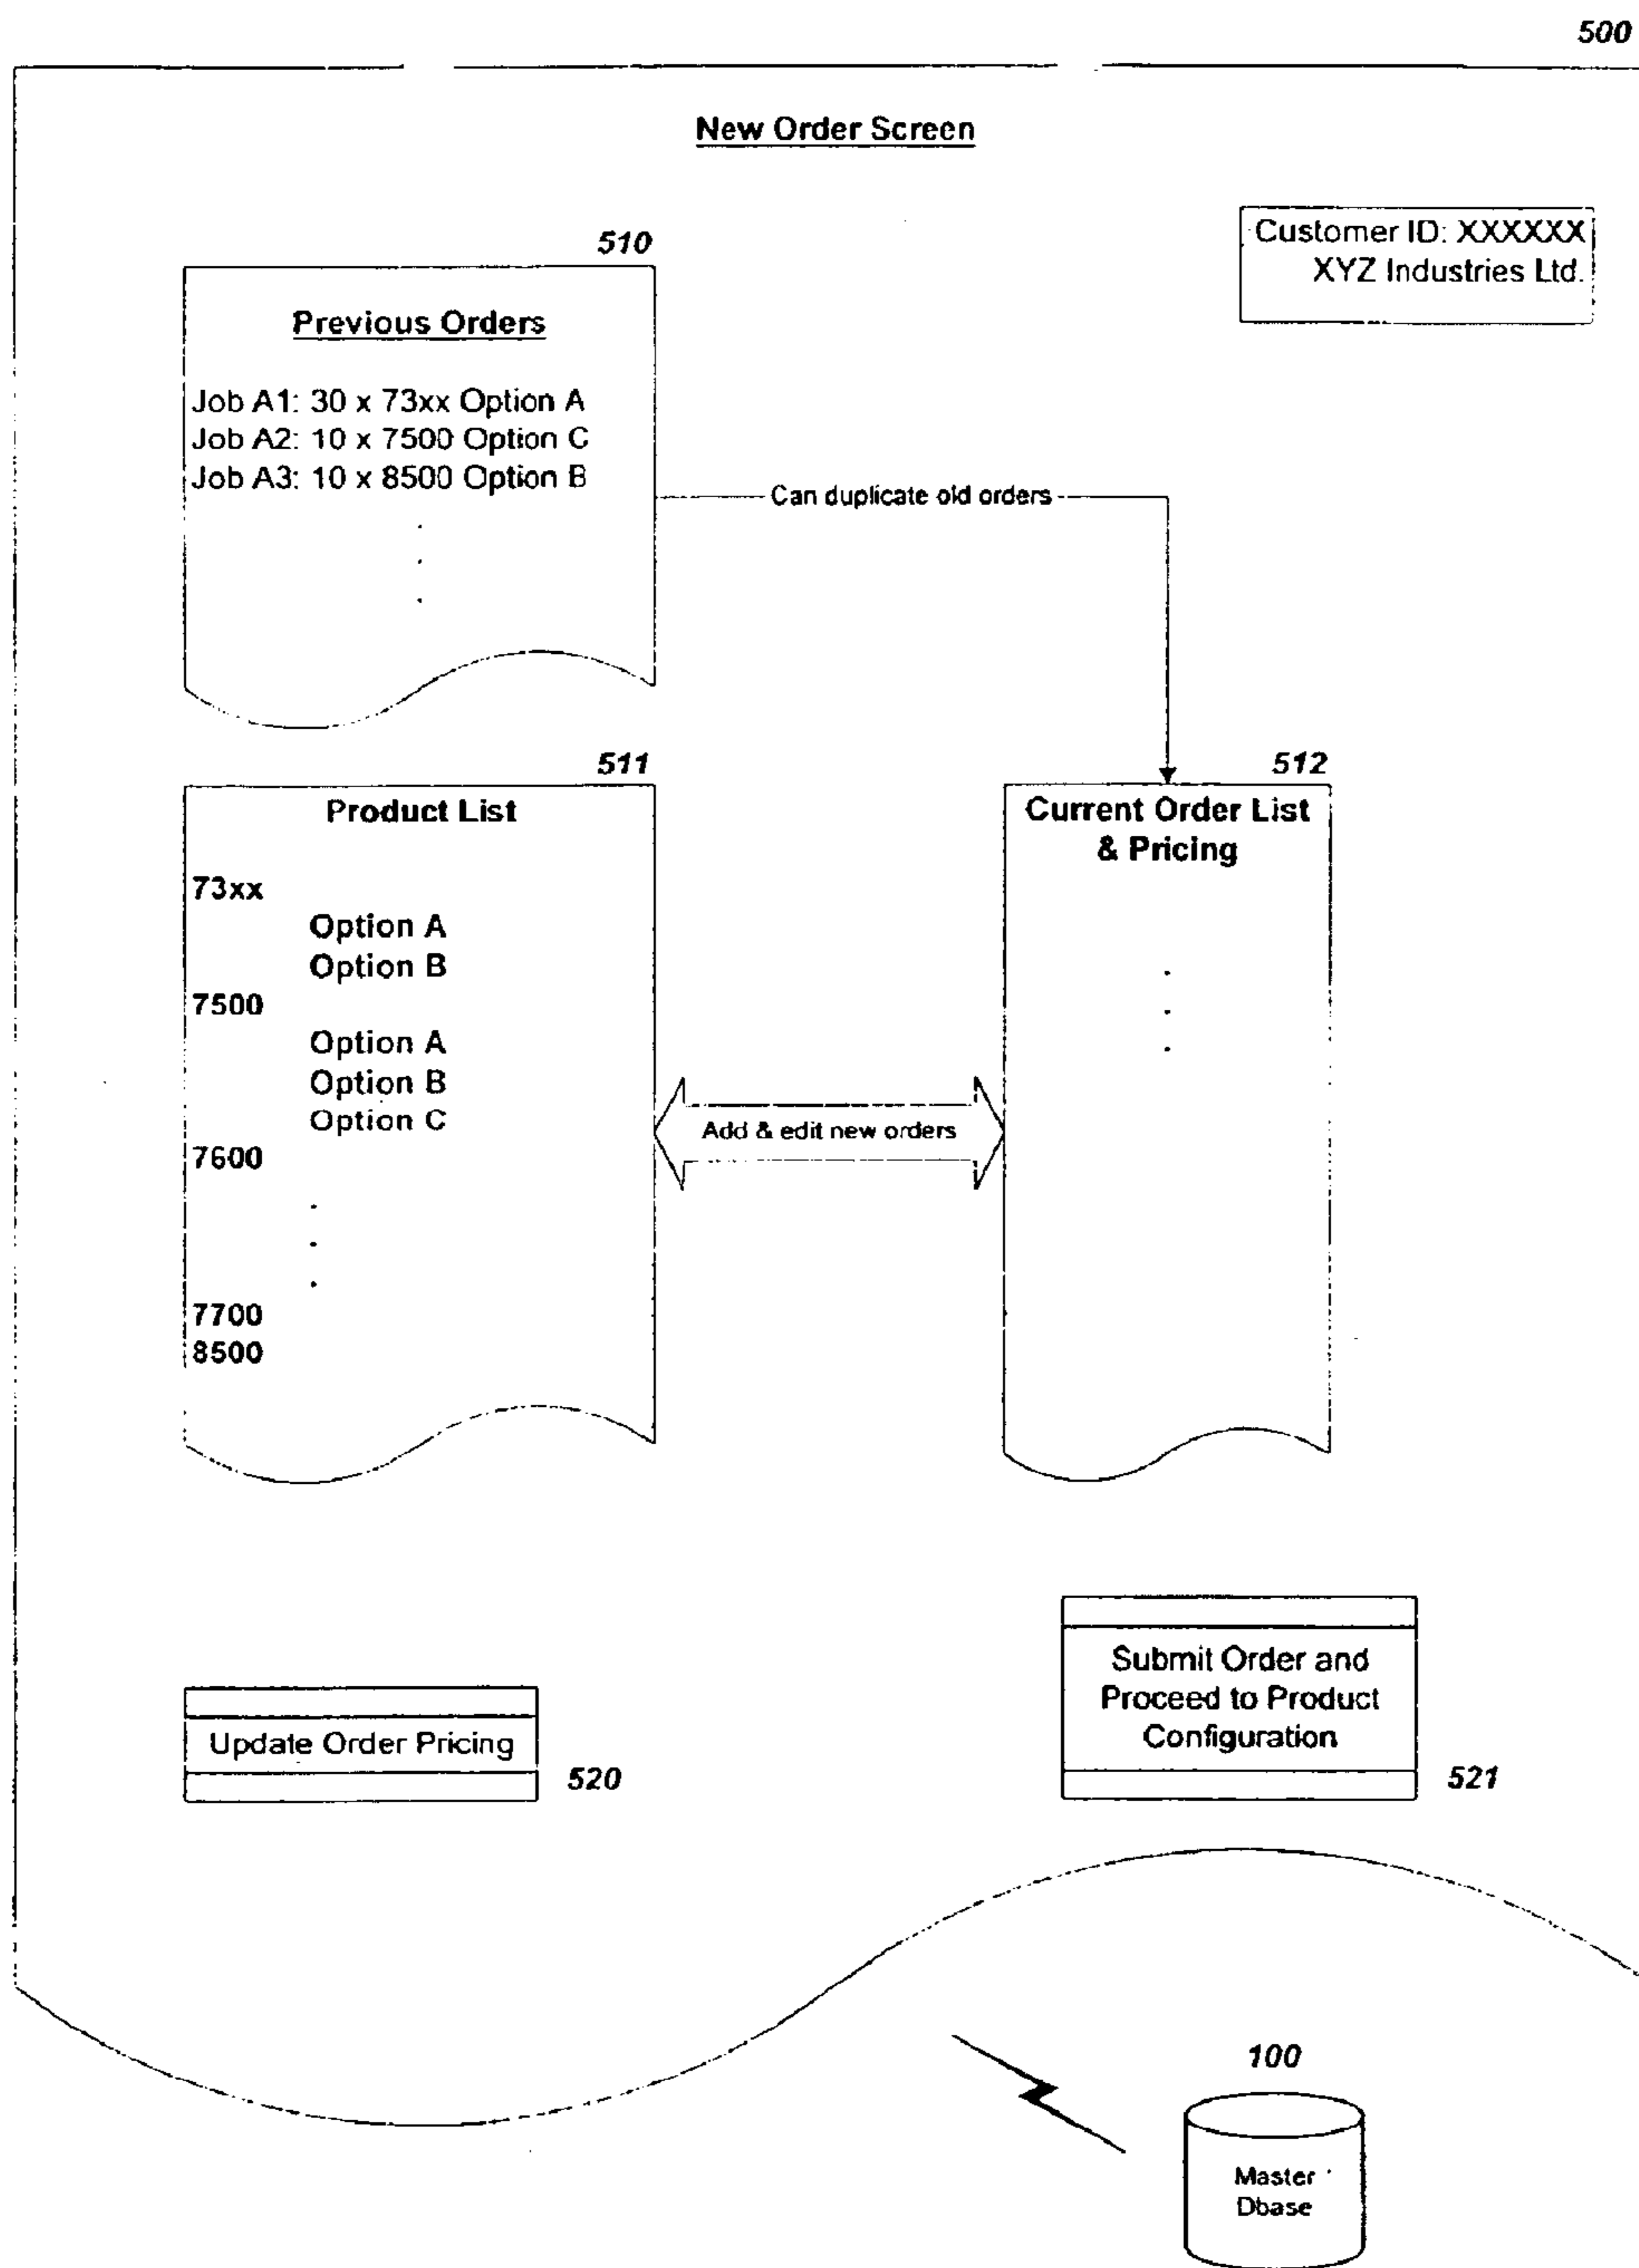 500
New Order Screen
Customer ID: XXXXXX
XYZ Industries Ltd.
510
Previous Orders
Job A1: 30 x 73xx Option A
Job A2: 10 x 7500 Option C
Job A3: 10 x 8500 Option B
Can duplicate old orders
511
Product List
73xx
Option A
Option B
7500
Option A
Option B
Option C
7600
7700
8500
512
Current Order List
& Pricing
Add & edit new orders
Update Order Pricing
520
Submit Order and
Proceed to Product
Configuration
521
100
Master
Dbase